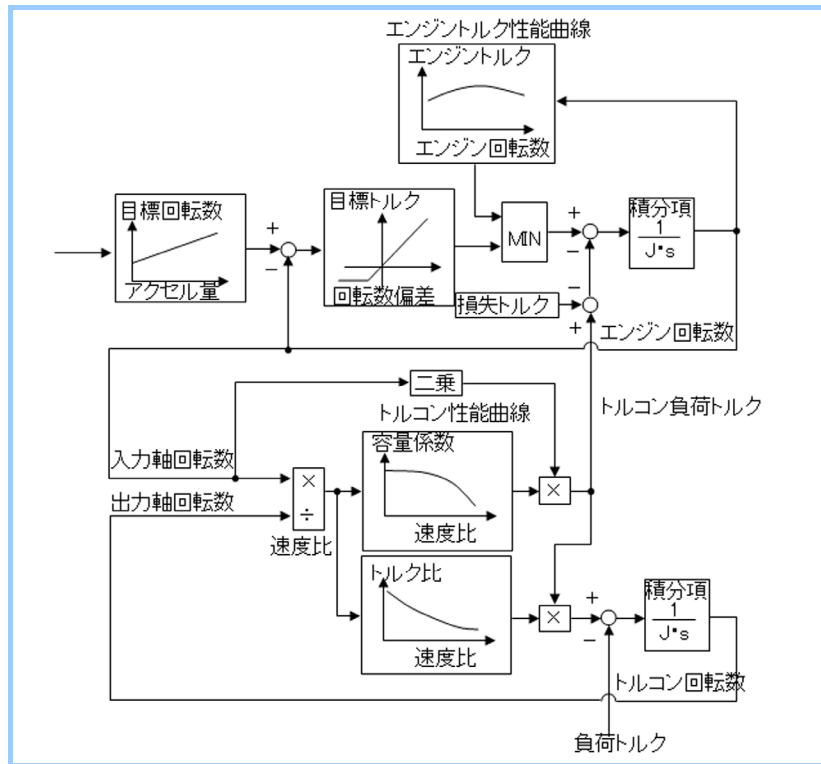 エンジントルク性能曲線
エンジントルク
エンジン回転数
目標回転数
アクセル量
+
−
目標トルク
回転数偏差
MIN
+
−
積分項
1
J•s
損失トルク
−
+
エンジン回転数
二乗
トルコン性能曲線
トルコン負荷トルク
容量係数
速度比
入力軸回転数
出力軸回転数
×
÷
速度比
×
トルク比
速度比
×
+
−
積分項
1
J•s
トルコン回転数
負荷トルク